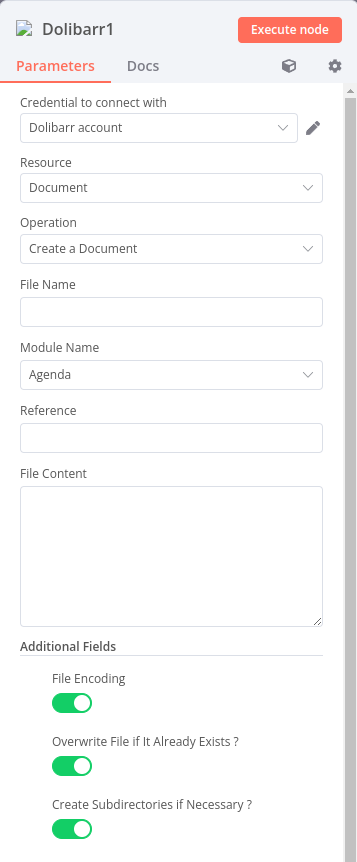 Dolibarr1
Execute node
Parameters
Docs
Credential to connect with
Dolibarr account
Resource
Document
Operation
Create a Document
File Name
Module Name
Agenda
Reference
File Content
Additional Fields
File Encoding
Overwrite File if It Already Exists ?
Create Subdirectories if Necessary ?